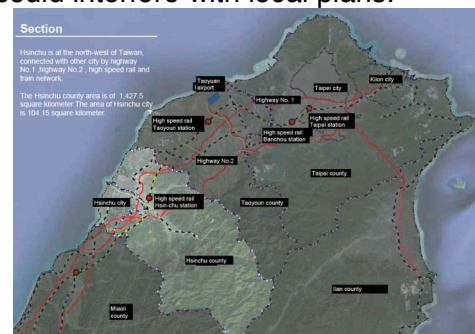 could interfere with local plans.
Section
Hsinchu is at the north-west of Taiwan,
connected with other city by highway
No.1 ,highway No.2 , high speed rail and
train network.
The Hsinchu county area is of 1,427.5
square kilometer.The area of Hsinchu city
is 104.15 square kilometer.
Taoyuan
airport
Taipei city
Kilon city
Highway No. 1
High speed rail
Taoyoun station
High speed rail
Banchou station
High speed rail
Taipei station
Highway No.2
Taipei county
Hsinchu city
High speed rail
Hsin-chu station
Taoyoun county
Hsinchu county
Ilan county
Miaoli
county